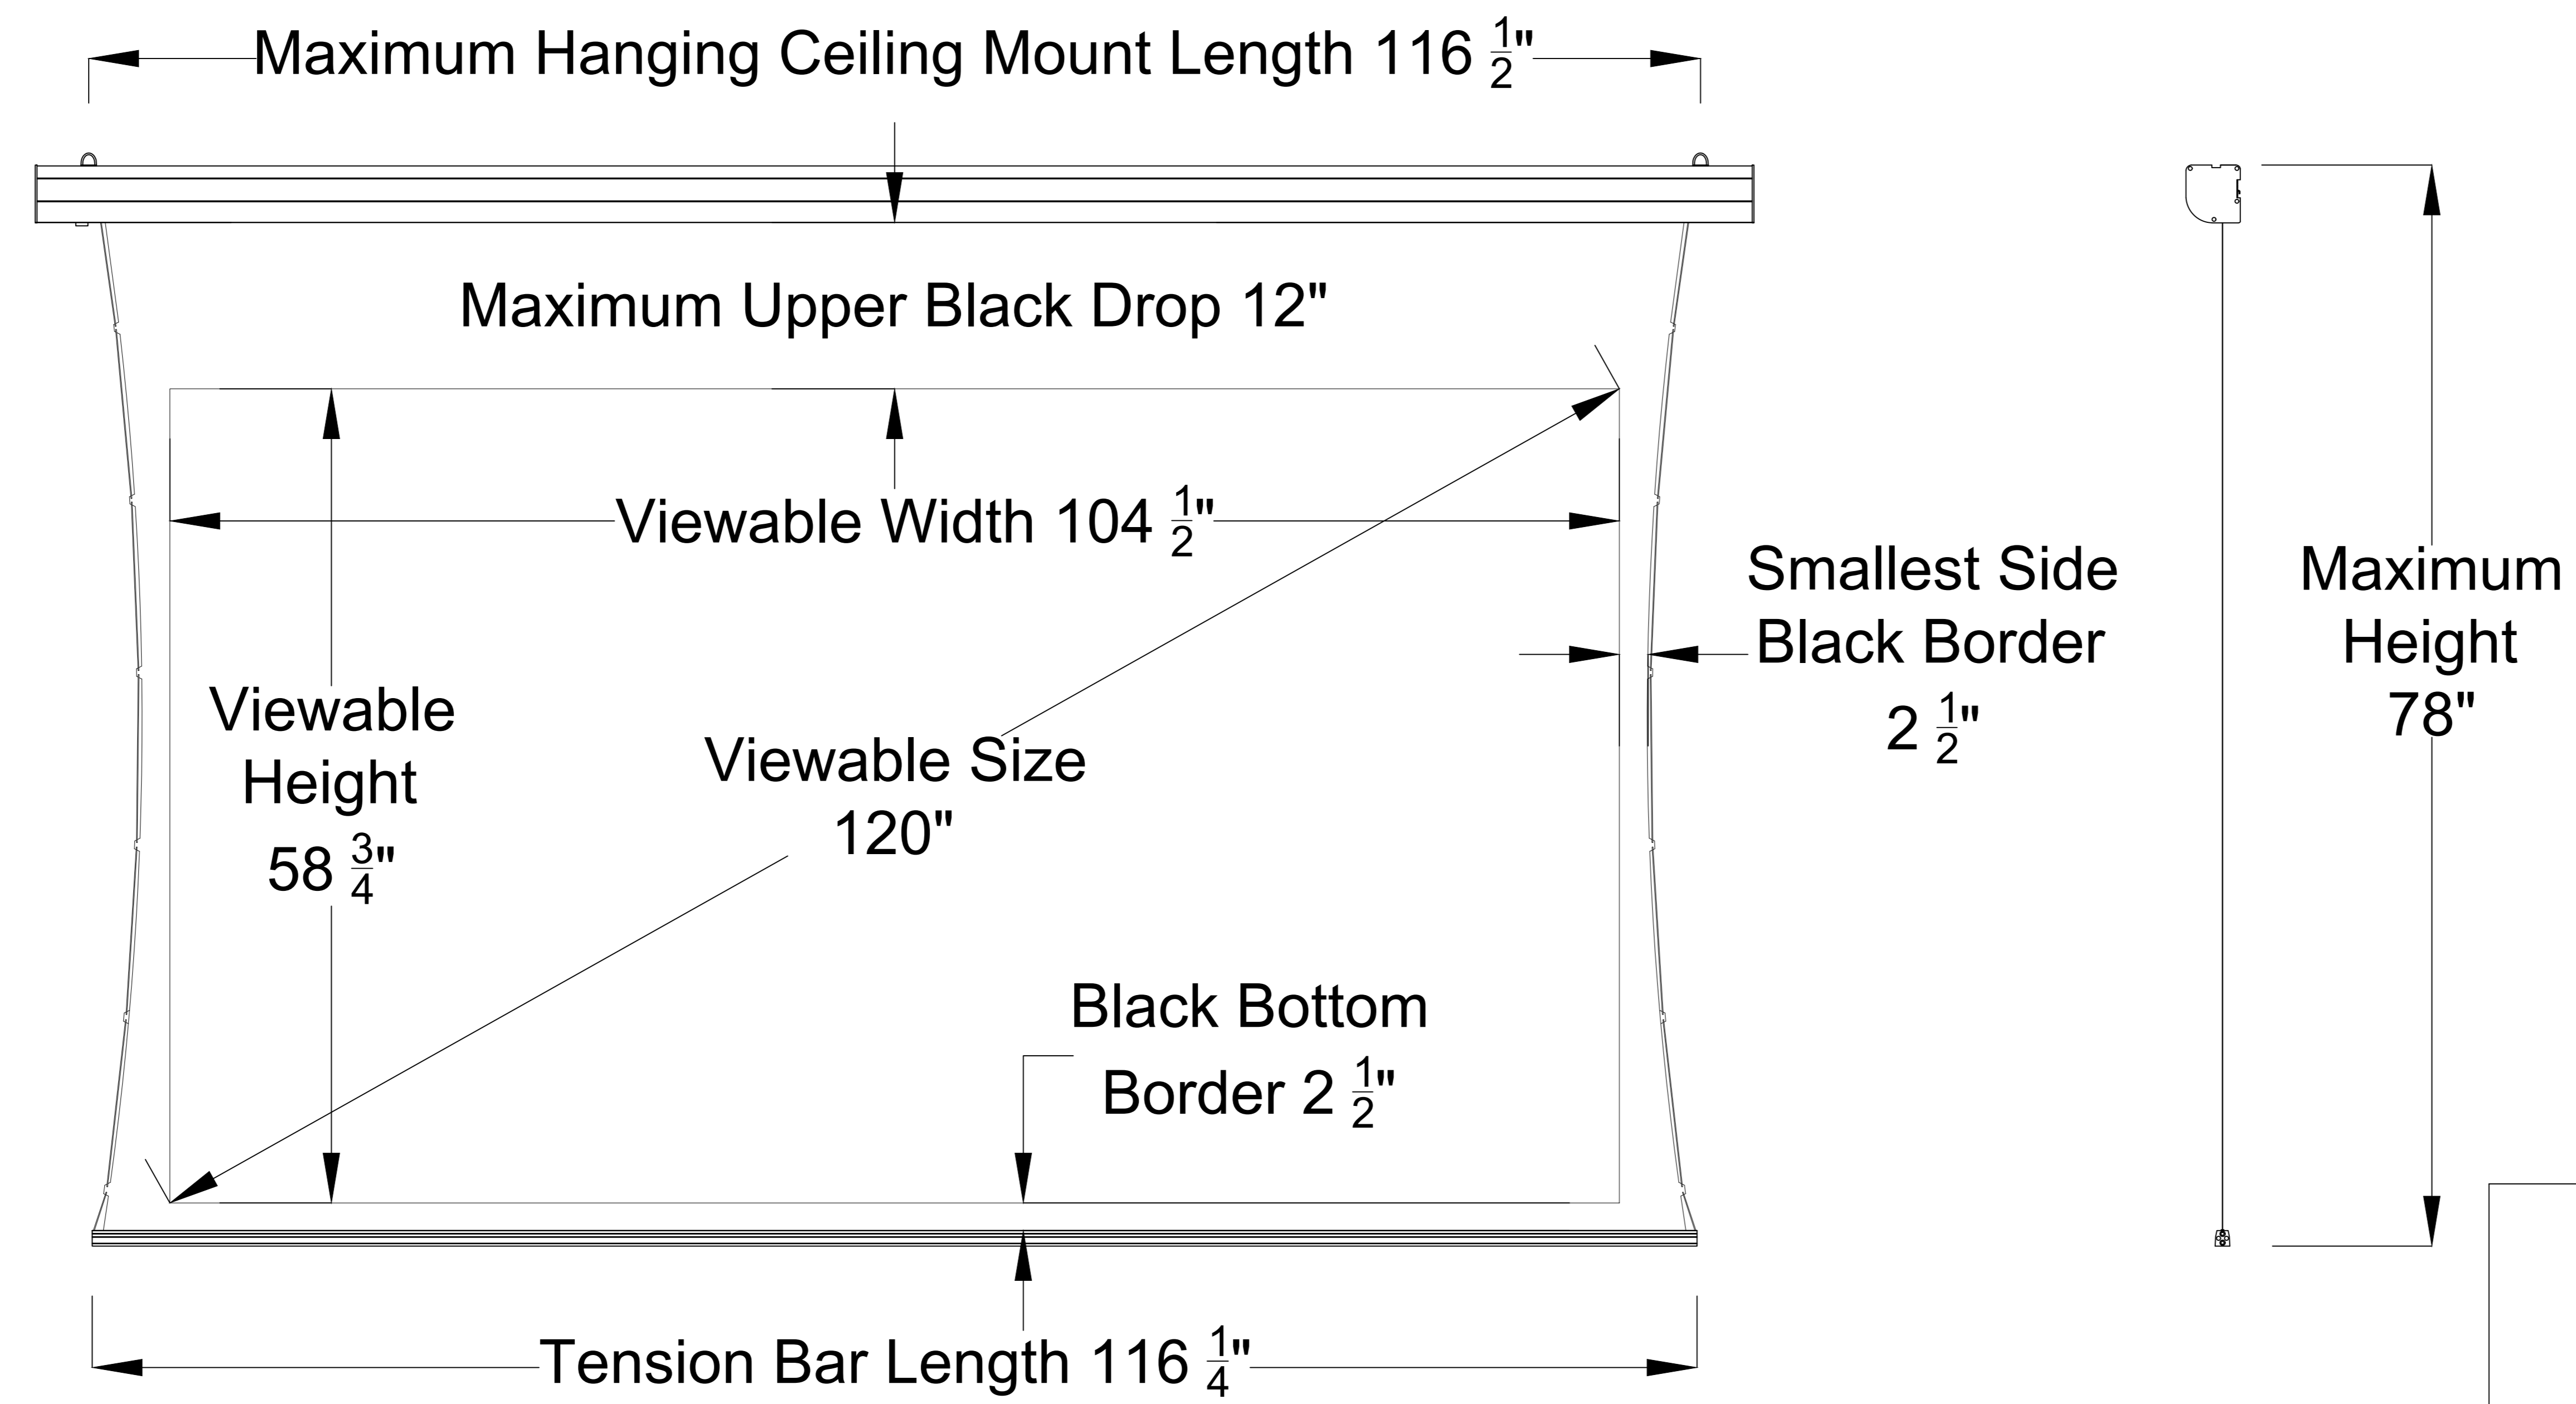 Maximum Hanging Ceiling Mount Length 116 1/2"
Maximum Upper Black Drop 12"
Viewable Width 104 1/2"
Smallest Side
Black Border
2 1/2"
Maximum
Height
78"
Viewable
Height
58 3/4"
Viewable Size
120"
Black Bottom
Border 2 1/2"
Tension Bar Length 116 1/4"